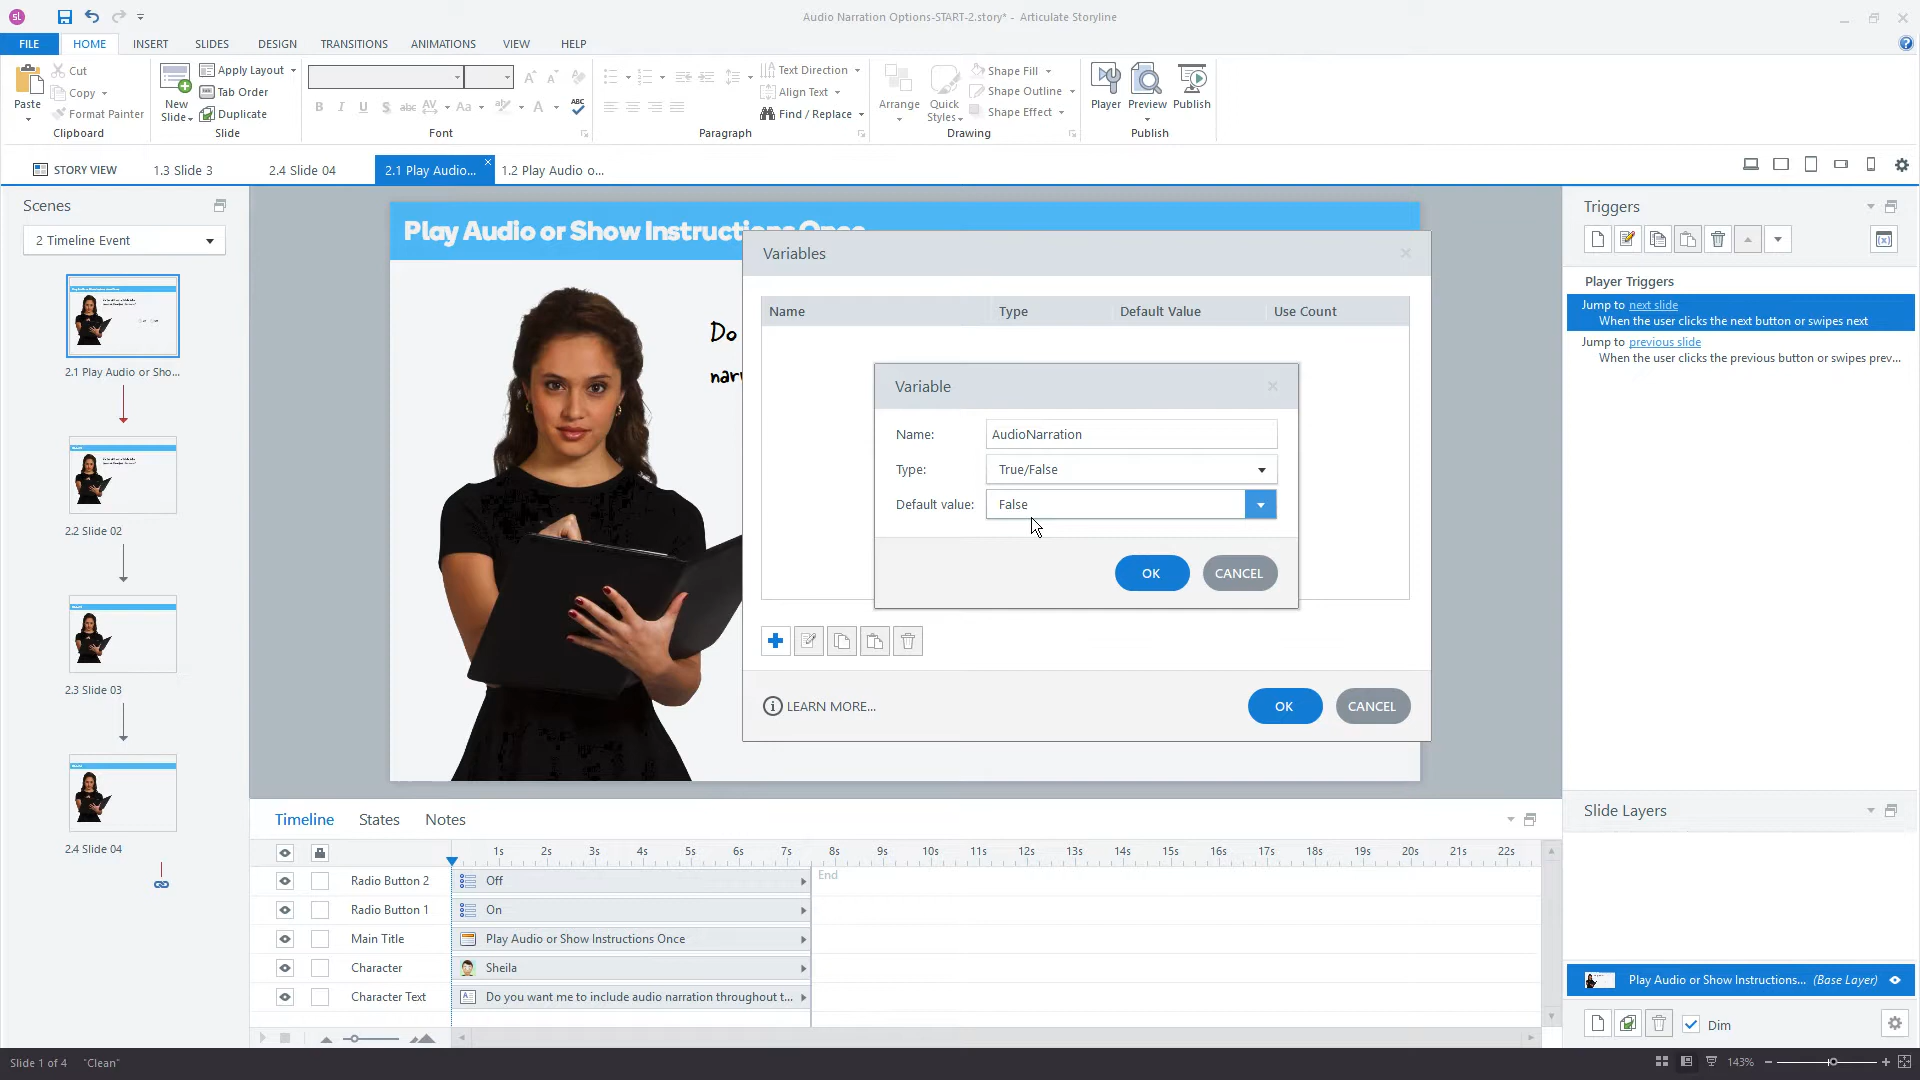 sl
Audio Narration Options-START-2.story* - Articulate Storyline
FILE HOME INSERT SLIDES DESIGN TRANSITIONS ANIMATIONS VIEW HELP
Paste
Cut
Copy
Format Painter
Clipboard
New Slide
Apply Layout
Tab Order
Duplicate
Slide
B I U S abc AV Aa A ABC
Font
Text Direction
Align Text
Find / Replace
Paragraph
Arrange
Quick Styles
Shape Fill
Shape Outline
Shape Effect
Drawing
Player
Preview
Publish
Publish
STORY VIEW 1.3 Slide 3 2.4 Slide 04 2.1 Play Audio... 1.2 Play Audio o...
Scenes
2 Timeline Event
2.1 Play Audio or Sho...
2.2 Slide 02
2.3 Slide 03
2.4 Slide 04
Play Audio or Show Instructions Once
Do
narr
Variables
Name Type Default Value Use Count
Variable
Name: AudioNarration
Type: True/False
Default value: False
OK CANCEL
LEARN MORE...
OK CANCEL
Triggers
Player Triggers
Jump to next slide
When the user clicks the next button or swipes next
Jump to previous slide
When the user clicks the previous button or swipes prev...
Slide Layers
Play Audio or Show Instructions... (Base Layer)
Dim
Timeline States Notes
1s 2s 3s 4s 5s 6s 7s 8s 9s 10s 11s 12s 13s 14s 15s 16s 17s 18s 19s 20s 21s 22s
Radio Button 2 Off End
Radio Button 1 On
Main Title Play Audio or Show Instructions Once
Character Sheila
Character Text Do you want me to include audio narration throughout t...
Slide 1 of 4 "Clean" 143%